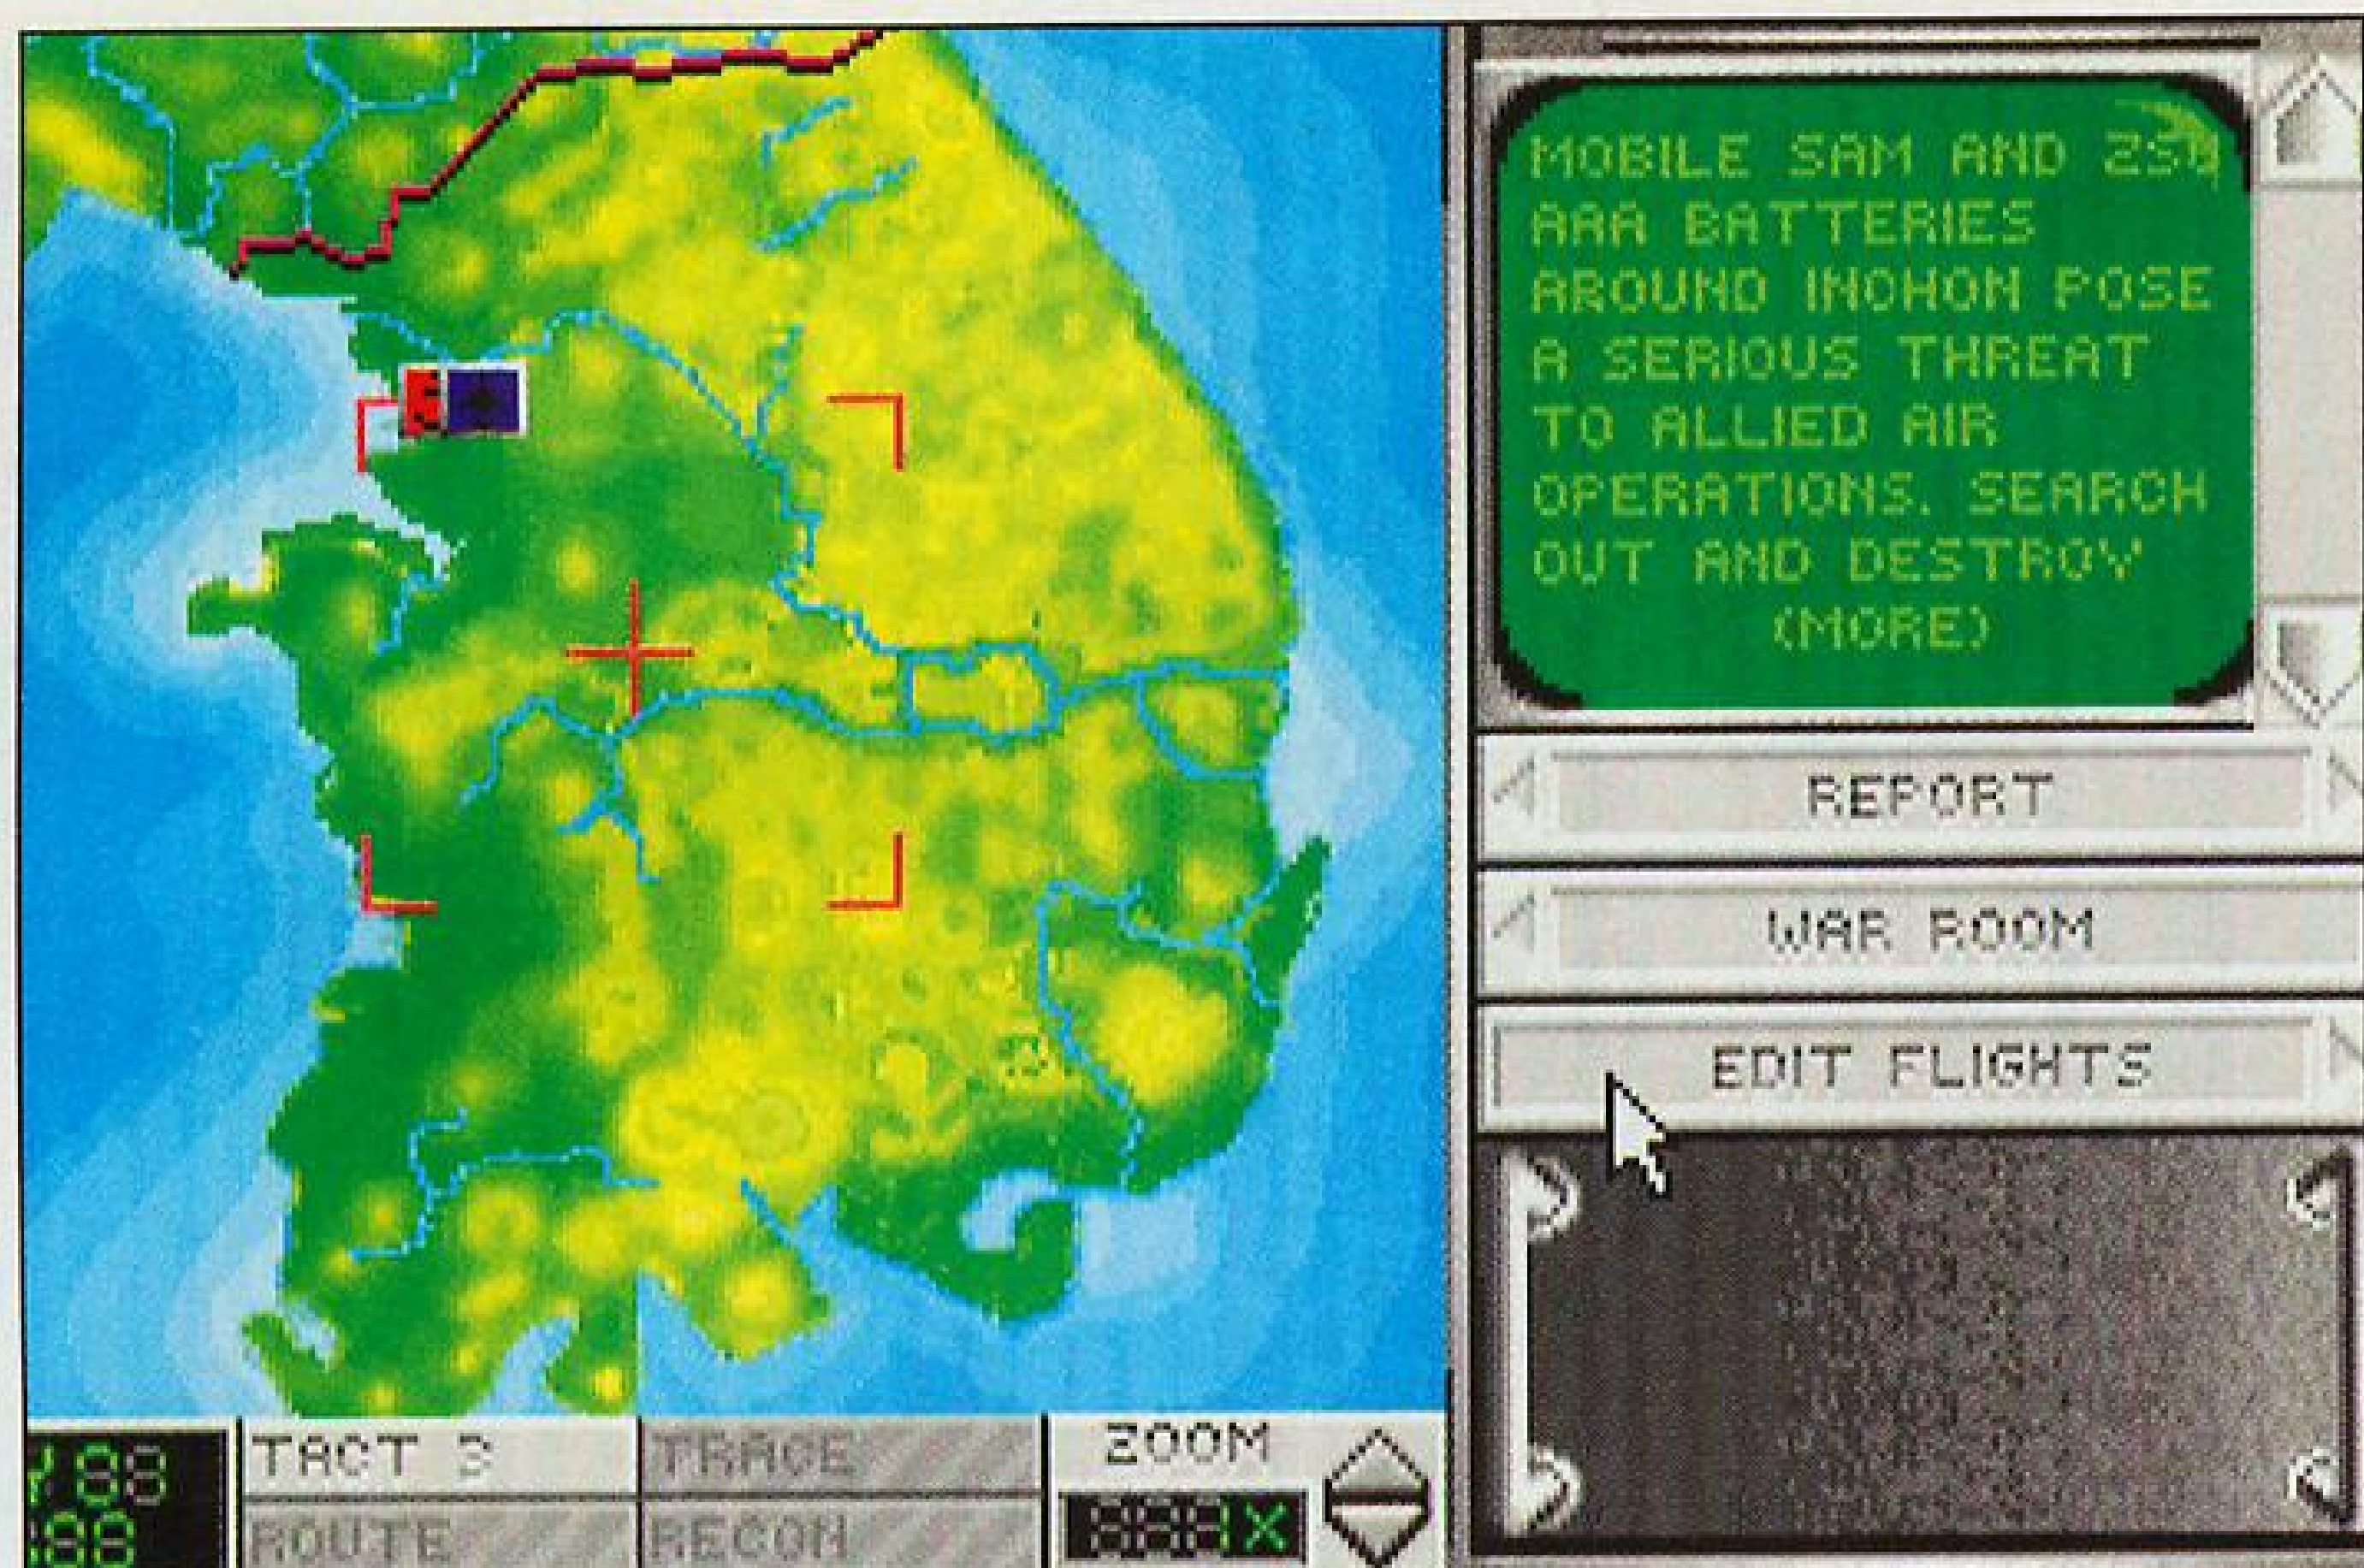 MOBILE SAM AND ZSU
AAA BATTERIES
AROUND INCHON POSE
A SERIOUS THREAT
TO ALLIED AIR
OPERATIONS. SEARCH
OUT AND DESTROY
(MORE)
REPORT
WAR ROOM
EDIT FLIGHTS
TACT 3
TRACE
ZOOM
ROUTE
RECON
1X